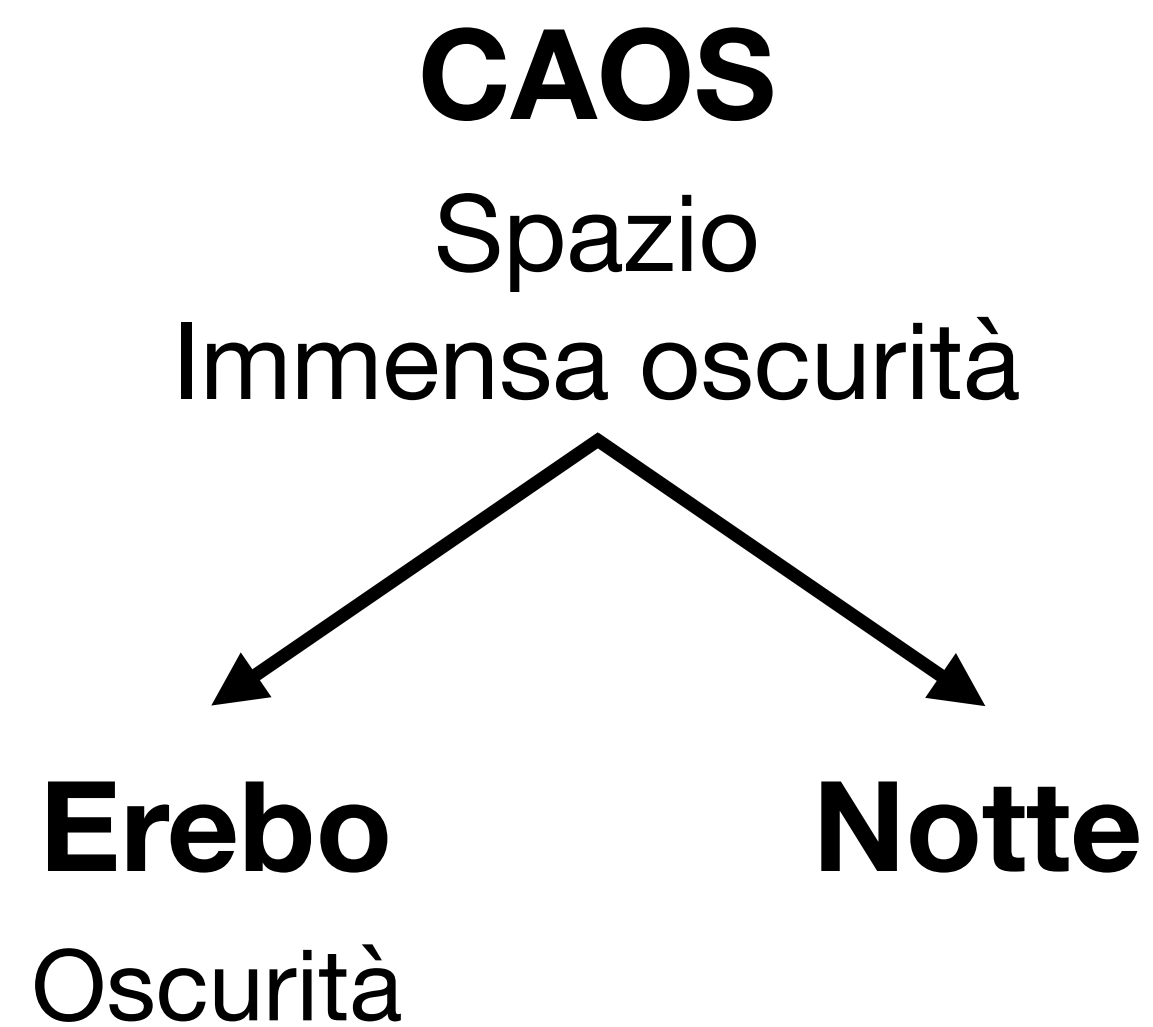 CAOS
Spazio
Immensa oscurità
Erebo
Notte
Oscurità